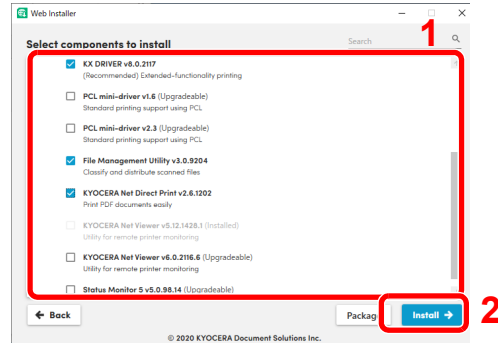 Web Installer
Select components to install
Search
1
KX DRIVER v8.0.2117
(Recommended) Extended-functionality printing
PCL mini-driver v1.6 (Upgradeable)
Standard printing support using PCL
PCL mini-driver v2.3 (Upgradeable)
Standard printing support using PCL
File Management Utility v3.0.9204
Classify and distribute scanned files
KYOCERA Net Direct Print v2.6.1202
Print PDF documents easily
KYOCERA Net Viewer v5.12.1428.1 (Installed)
Utility for remote printer monitoring
KYOCERA Net Viewer v6.0.2116.6 (Upgradeable)
Utility for remote printer monitoring
Status Monitor 5 v5.0.98.14 (Upgradeable)
Back
Install
2
© 2020 KYOCERA Document Solutions Inc.